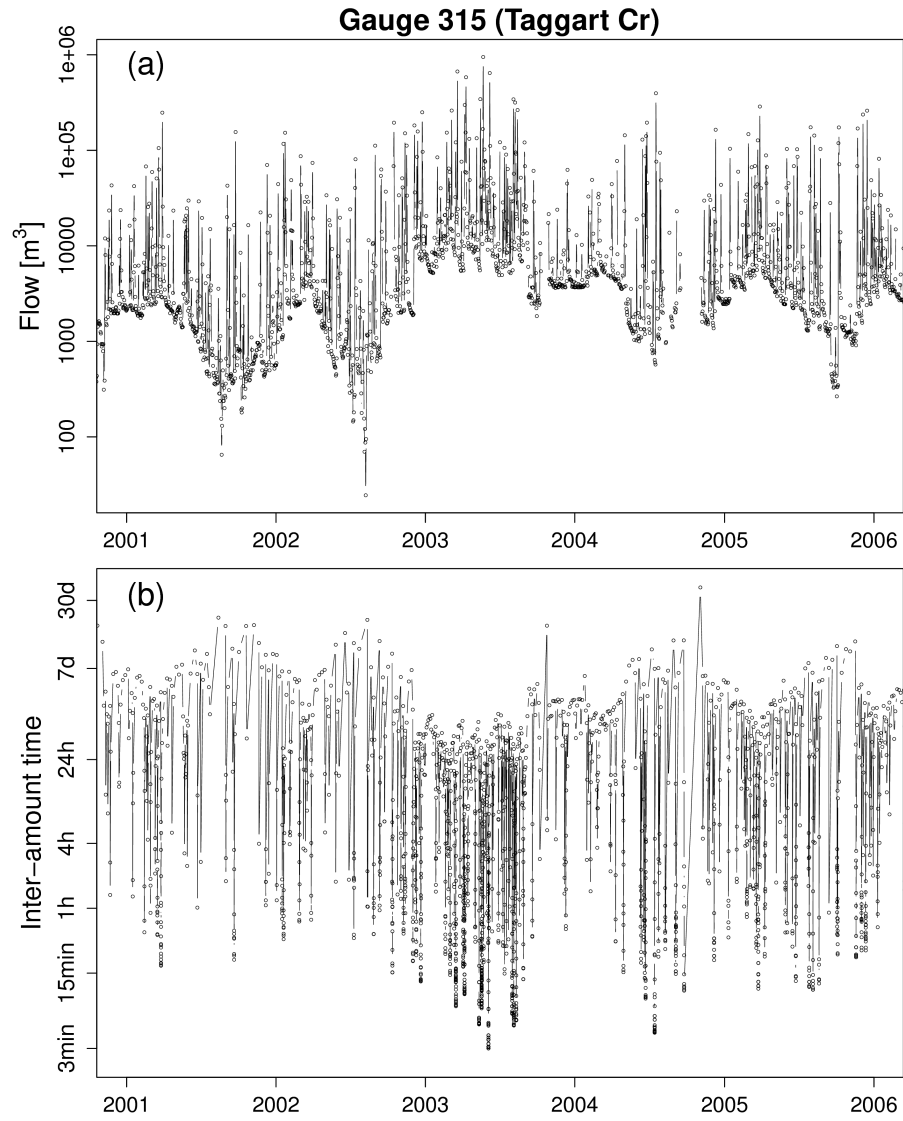 Gauge 315 (Taggart Cr)
(a)
Flow [m³]
1e+06
1e+05
10000
1000
100
2001 2002 2003 2004 2005 2006
(b)
Inter−amount time
30d
7d
24h
4h
1h
15min
3min
2001 2002 2003 2004 2005 2006